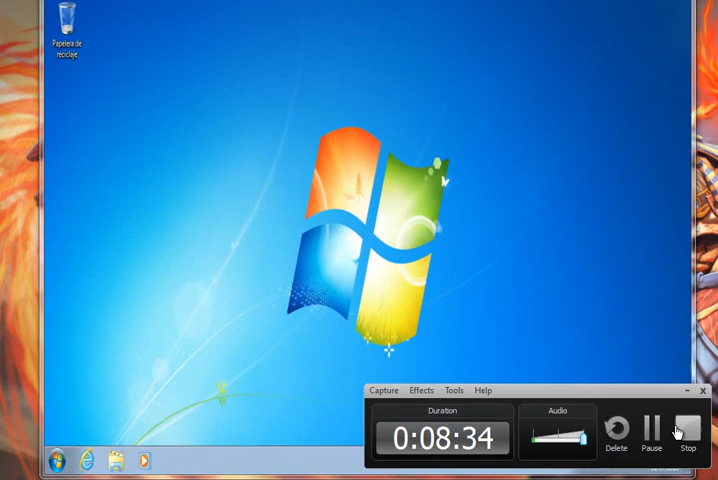 Papelera de
reciclaje
Capture Effects Tools Help
Duration
Audio
0:08:34
Delete
Pause
Stop